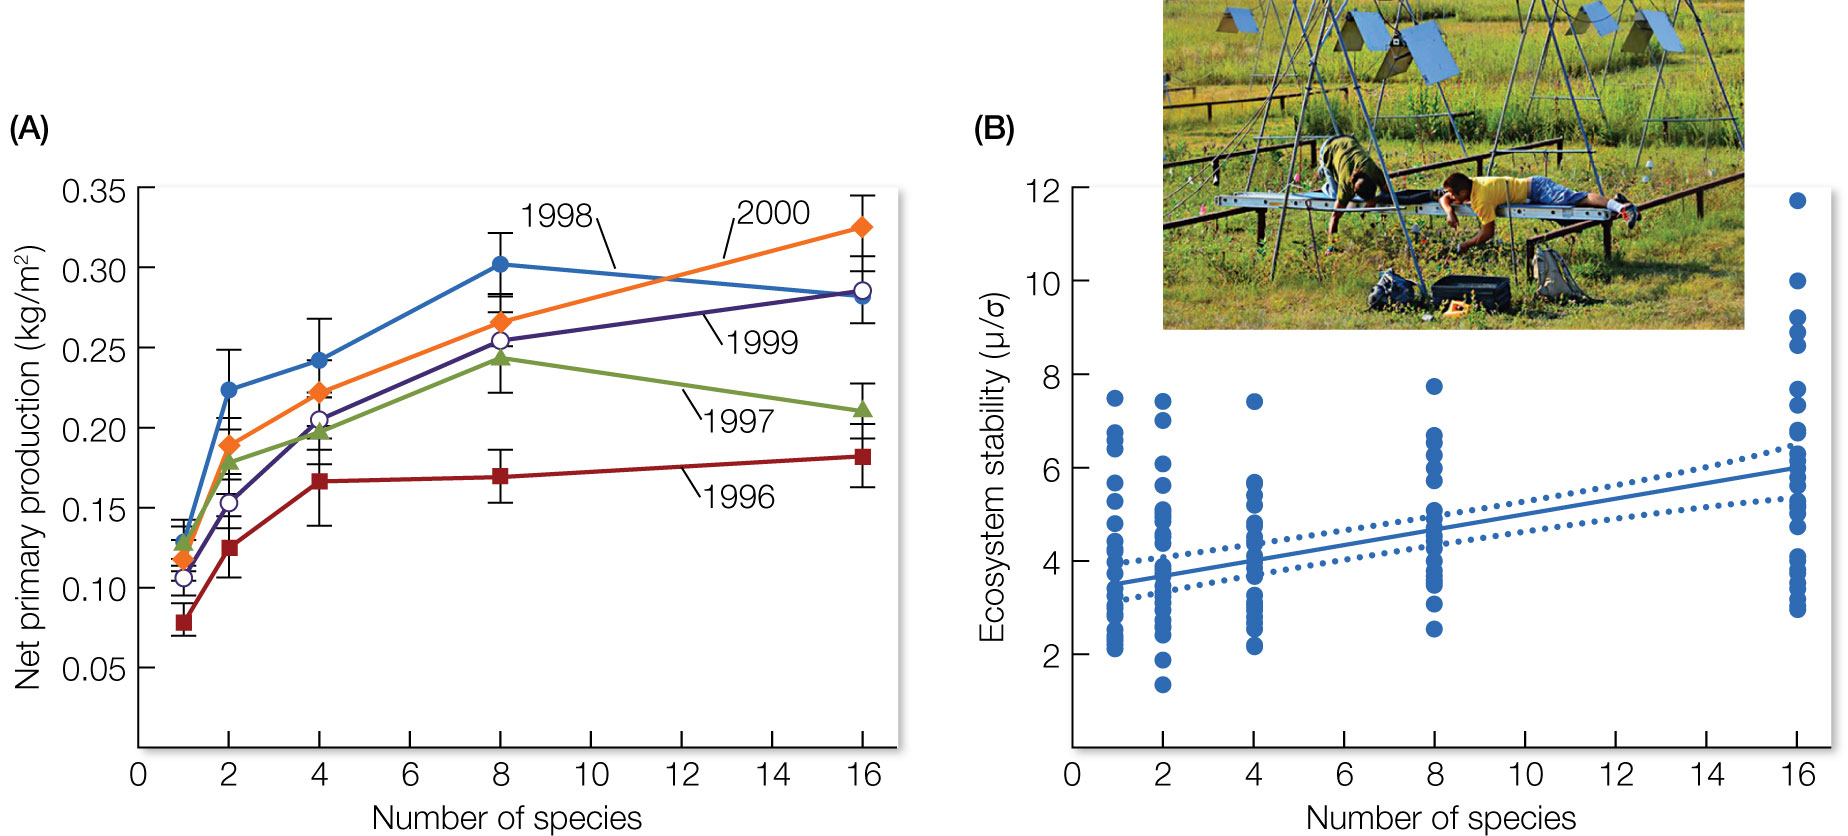 (A)
Net primary production (kg/m²)
0.35
0.30
0.25
0.20
0.15
0.10
0.05
1998
2000
1999
1997
1996
0 2 4 6 8 10 12 14 16
Number of species
(B)
Ecosystem stability (µ/σ)
12
10
8
6
4
2
0 2 4 6 8 10 12 14 16
Number of species